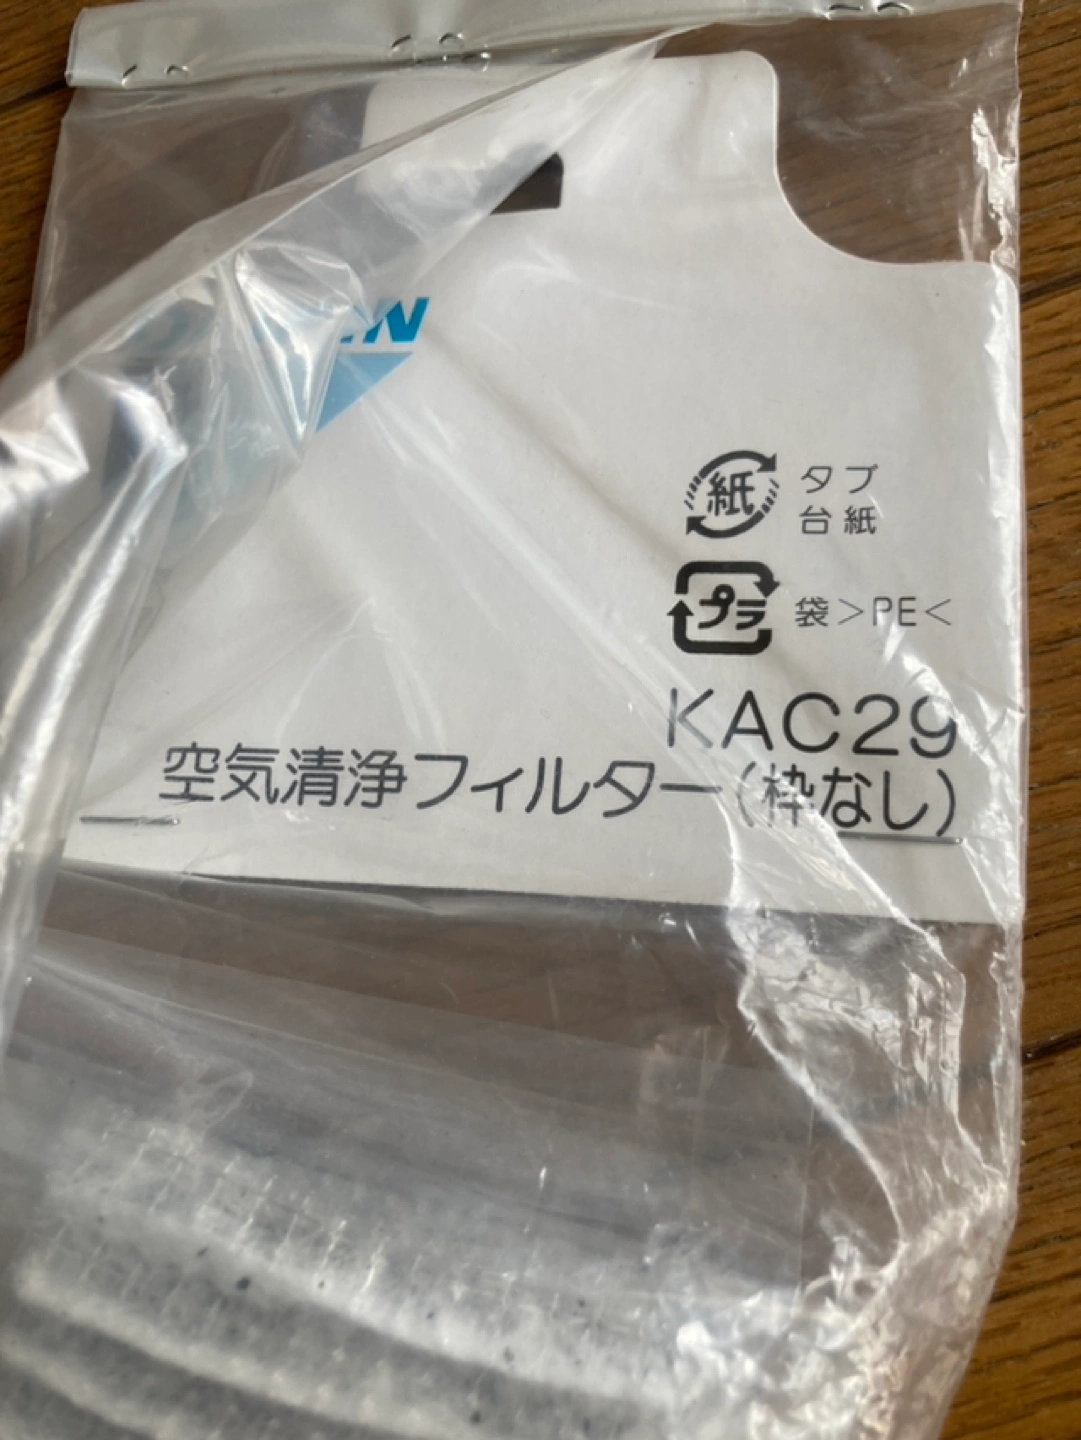 紙 タブ
台紙
プラ 袋>PE<
KAC29
空気清浄フィルター(枠なし)